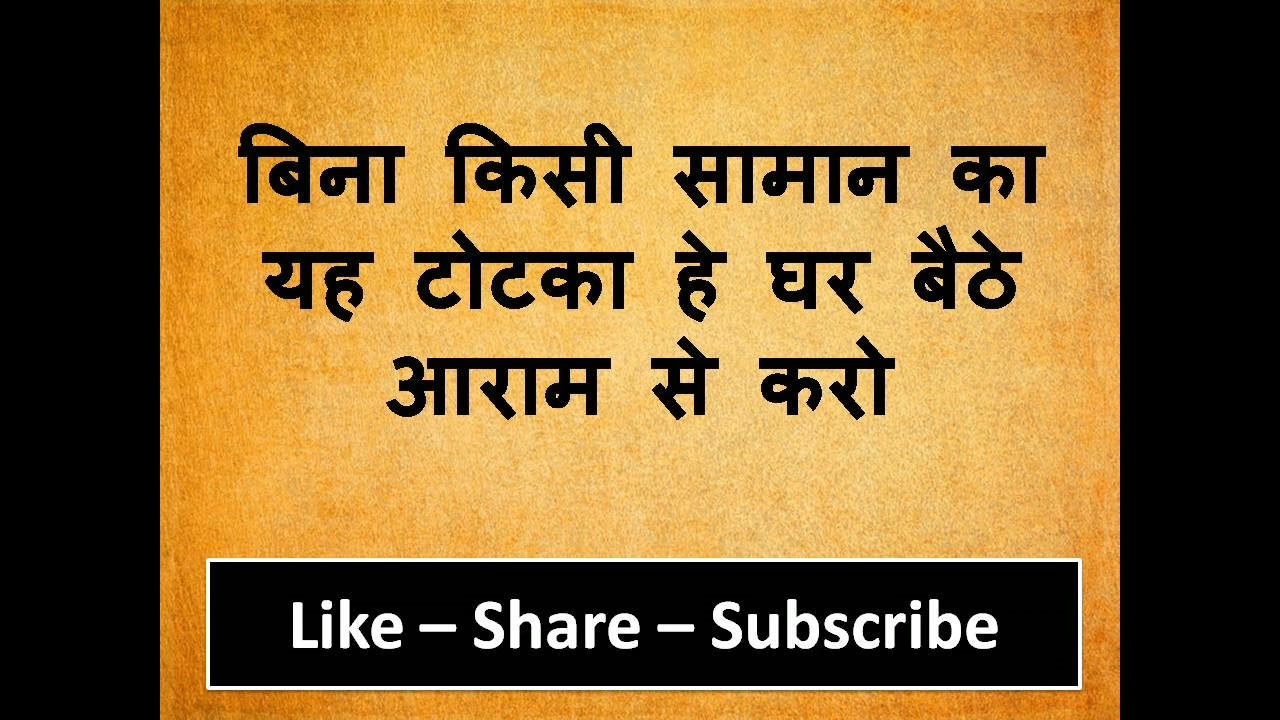 बिना किसी सामान का
यह टोटका हे घर बैठे
आराम से करो
Like – Share – Subscribe